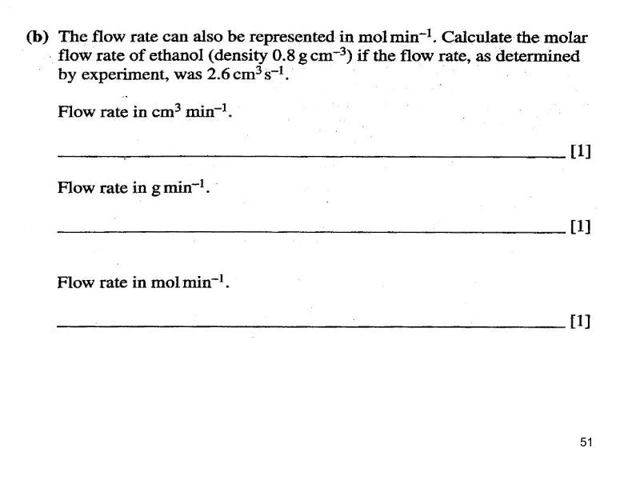 (b) The flow rate can also be represented in mol min⁻¹. Calculate the molar
flow rate of ethanol (density 0.8 g cm⁻³) if the flow rate, as determined
by experiment, was 2.6 cm³ s⁻¹.
Flow rate in cm³ min⁻¹.
[1]
Flow rate in g min⁻¹.
[1]
Flow rate in mol min⁻¹.
[1]
51